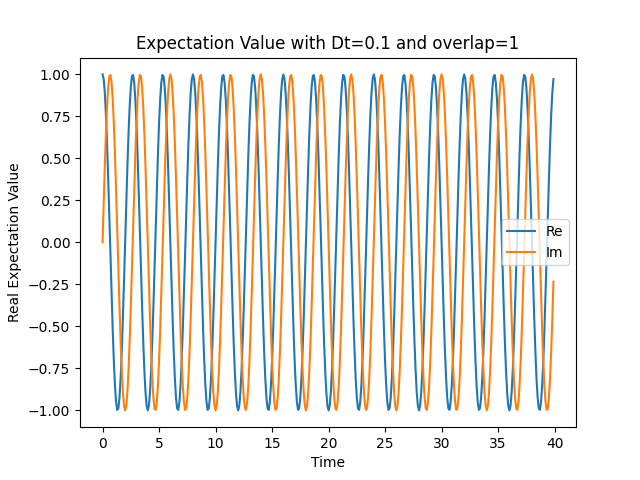 Expectation Value with Dt=0.1 and overlap=1
Real Expectation Value
1.00
0.75
0.50
0.25
0.00
−0.25
−0.50
−0.75
−1.00
Re
Im
0 5 10 15 20 25 30 35 40
Time